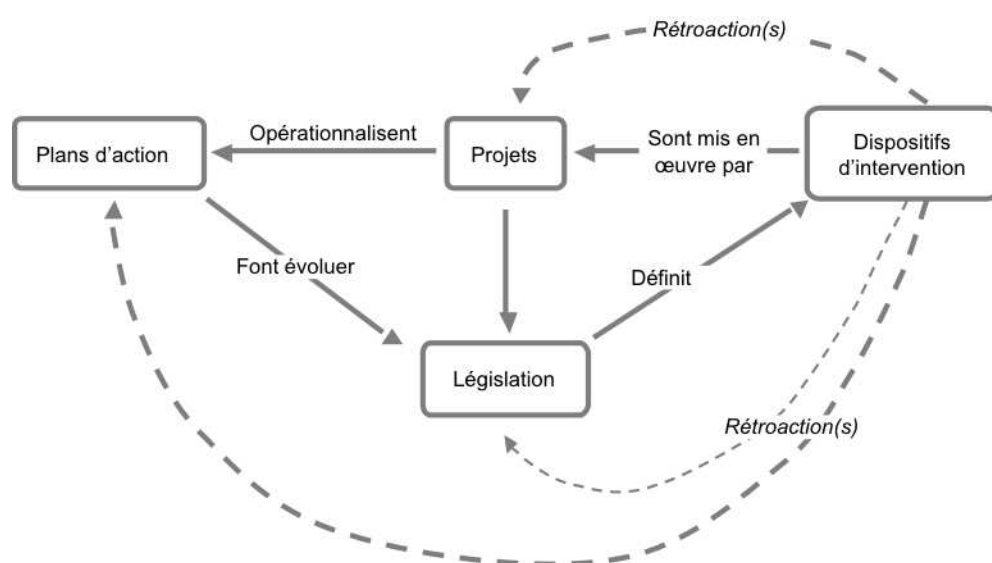 Rétroaction(s)
Opérationnalisent
Plans d’action
Projets
Sont mis en
œuvre par
Dispositifs
d’intervention
Font évoluer
Définit
Législation
Rétroaction(s)